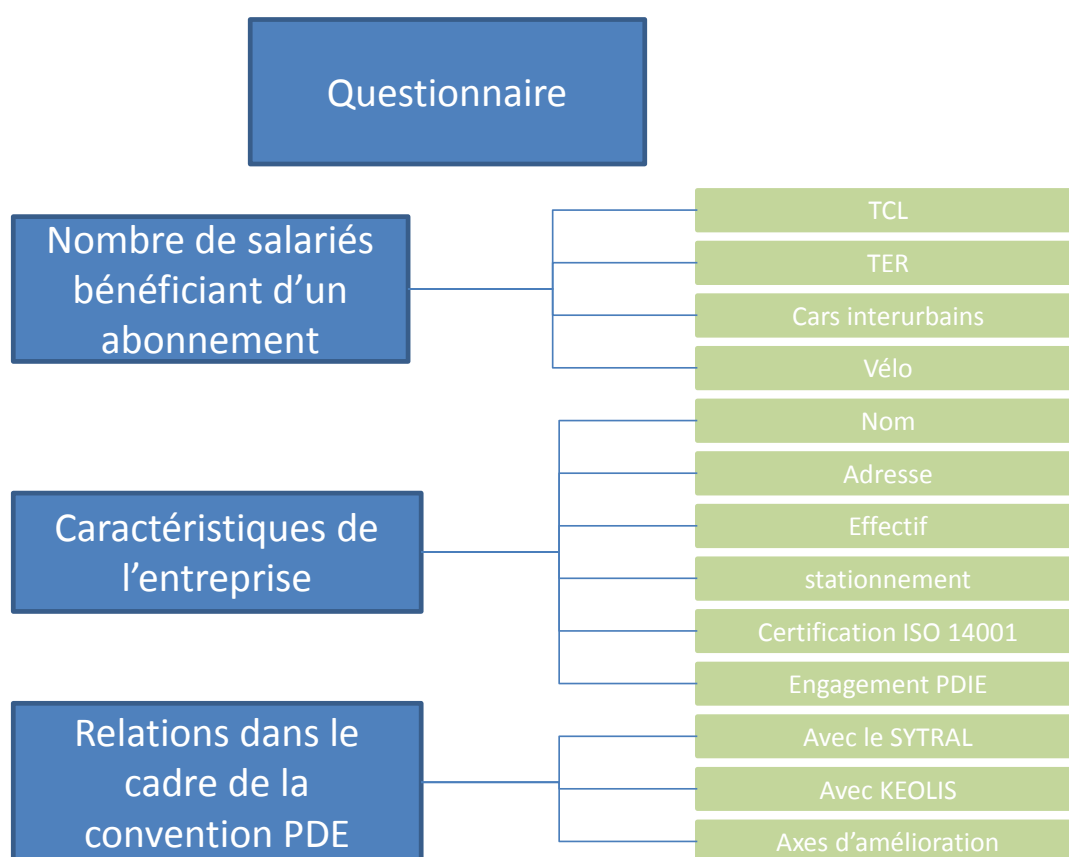 Questionnaire
Nombre de salariés
bénéficiant d’un
abonnement
TCL
TER
Cars interurbains
Vélo
Caractéristiques de
l’entreprise
Nom
Adresse
Effectif
stationnement
Certification ISO 14001
Engagement PDIE
Relations dans le
cadre de la
convention PDE
Avec le SYTRAL
Avec KEOLIS
Axes d’amélioration